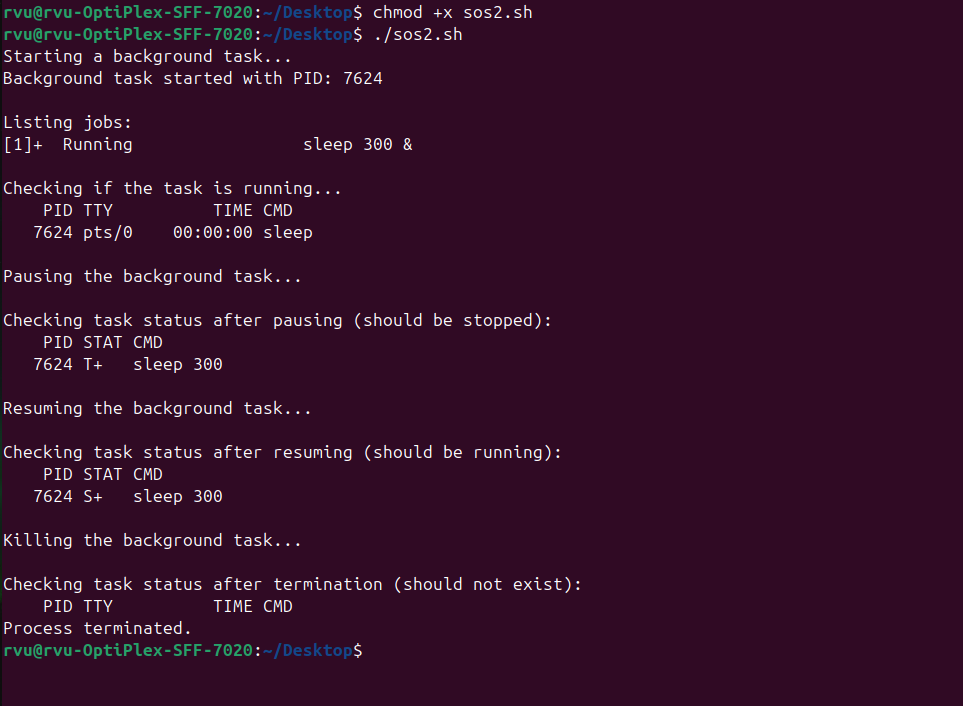 rvu@rvu-OptiPlex-SFF-7020:~/Desktop$ chmod +x sos2.sh
rvu@rvu-OptiPlex-SFF-7020:~/Desktop$ ./sos2.sh
Starting a background task...
Background task started with PID: 7624

Listing jobs:
[1]+  Running                 sleep 300 &

Checking if the task is running...
    PID TTY          TIME CMD
   7624 pts/0    00:00:00 sleep

Pausing the background task...

Checking task status after pausing (should be stopped):
    PID STAT CMD
   7624 T+   sleep 300

Resuming the background task...

Checking task status after resuming (should be running):
    PID STAT CMD
   7624 S+   sleep 300

Killing the background task...

Checking task status after termination (should not exist):
    PID TTY          TIME CMD
Process terminated.
rvu@rvu-OptiPlex-SFF-7020:~/Desktop$